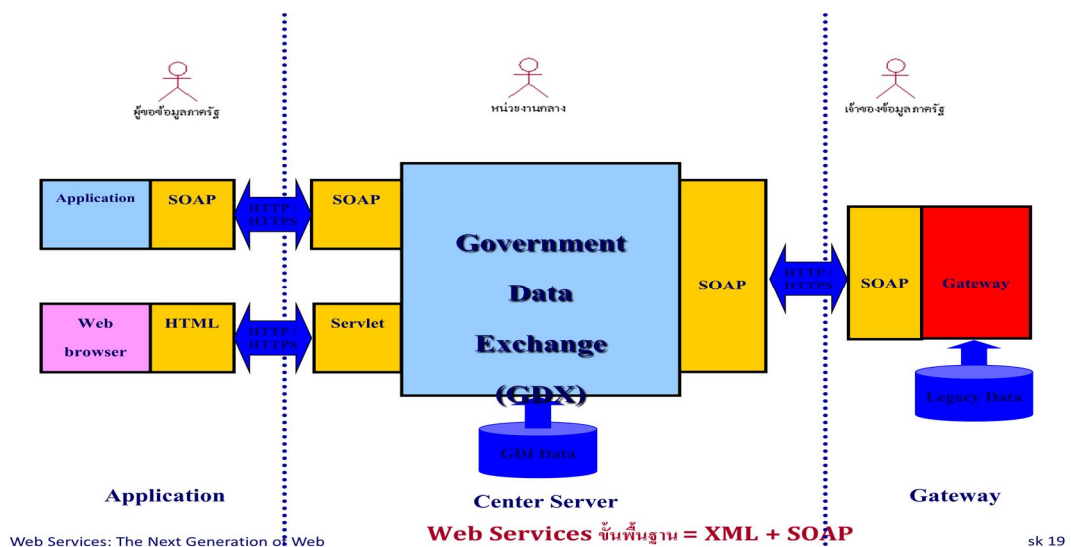 ผู้ขอข้อมูลภาครัฐ
หน่วยงานกลาง
เจ้าของข้อมูลภาครัฐ
Application
SOAP
HTTP /
HTTPS
SOAP
Government
Data
Exchange
(GDX)
SOAP
HTTP /
HTTPS
SOAP
Gateway
Web
browser
HTML
HTTP /
HTTPS
Servlet
GDI Data
Legacy Data
Application
Center Server
Gateway
Web Services ขั้นพื้นฐาน = XML + SOAP
Web Services: The Next Generation of Web
sk 19